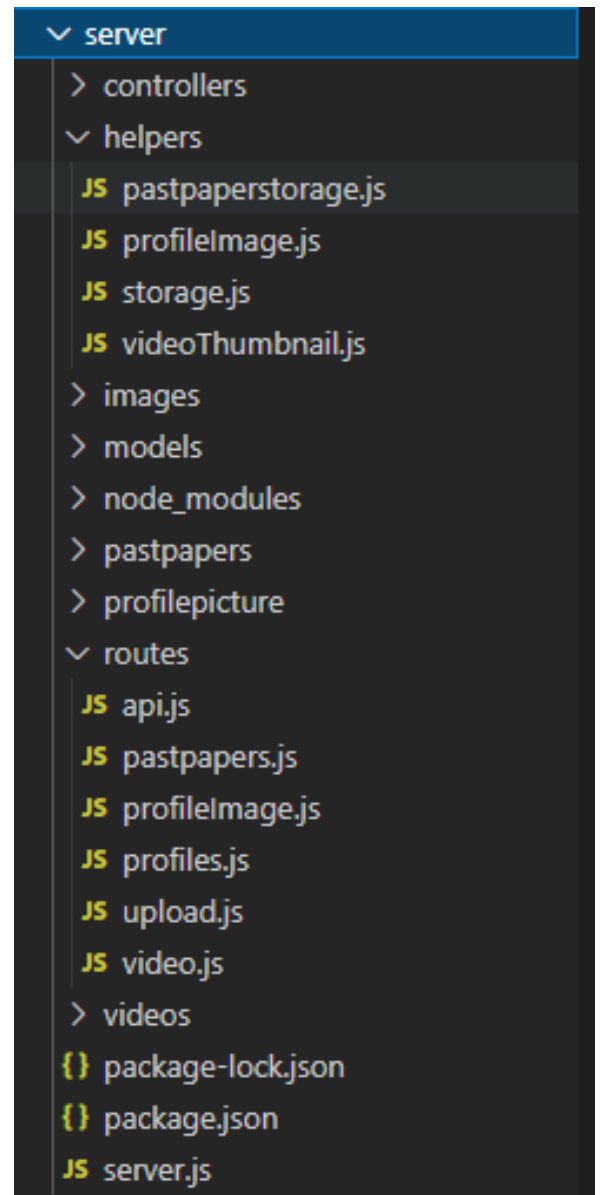 server
controllers
helpers
JS pastpaperstorage.js
JS profileImage.js
JS storage.js
JS videoThumbnail.js
images
models
node_modules
pastpapers
profilepicture
routes
JS api.js
JS pastpapers.js
JS profileImage.js
JS profiles.js
JS upload.js
JS video.js
videos
{} package-lock.json
{} package.json
JS server.js